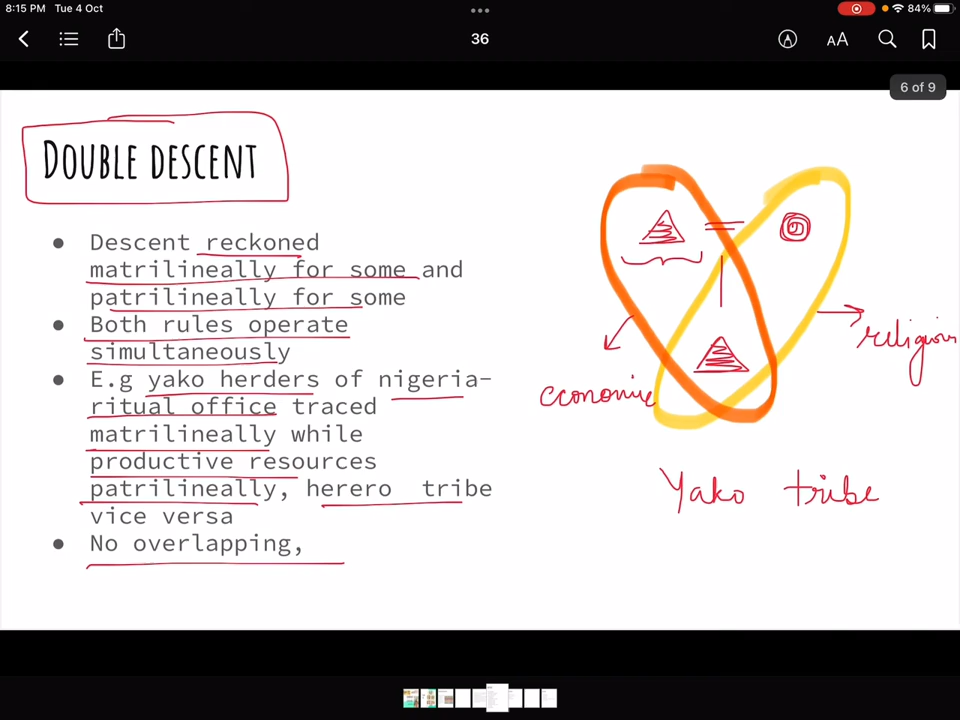 8:15 PM Tue 4 Oct
84%
36
AA
6 of 9
DOUBLE DESCENT
• Descent reckoned
matrilineally for some and
patrilineally for some
• Both rules operate
simultaneously
• E.g yako herders of nigeria-
ritual office traced
matrilineally while
productive resources
patrilineally, herero tribe
vice versa
• No overlapping,
religious
economic
Yako tribe